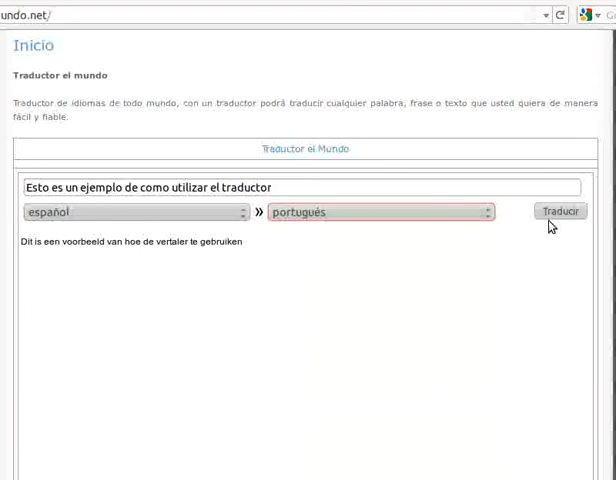 undo.net/
Inicio
Traductor el mundo
Traductor de idiomas de todo mundo, con un traductor podrá traducir cualquier palabra, frase o texto que usted quiera de manera
fácil y fiable.
Traductor el Mundo
Esto es un ejemplo de como utilizar el traductor
español » portugués Traducir
Dit is een voorbeeld van hoe de vertaler te gebruiken